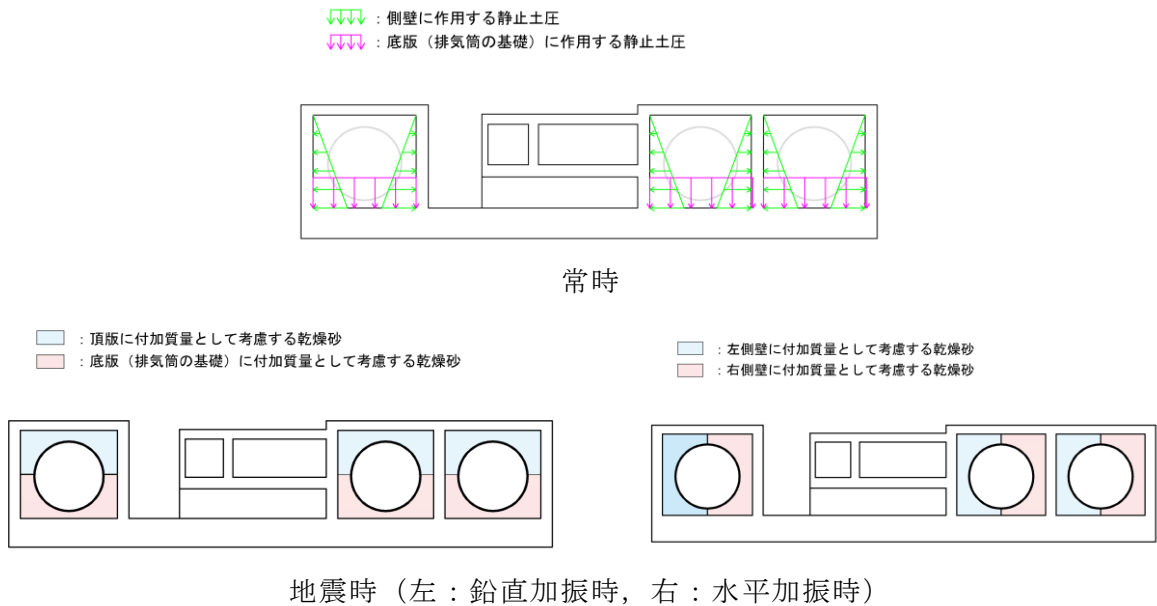 ：側壁に作用する静止土圧
：底版（排気筒の基礎）に作用する静止土圧
常時
：頂版に付加質量として考慮する乾燥砂
：底版（排気筒の基礎）に付加質量として考慮する乾燥砂
：左側壁に付加質量として考慮する乾燥砂
：右側壁に付加質量として考慮する乾燥砂
地震時（左：鉛直加振時，右：水平加振時）